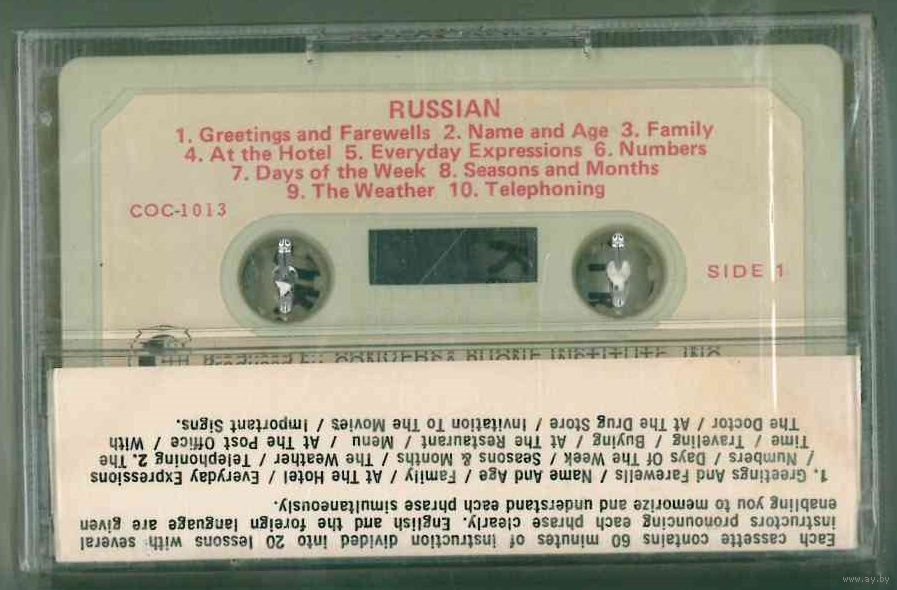 RUSSIAN
1. Greetings and Farewells 2. Name and Age 3. Family
4. At the Hotel 5. Everyday Expressions 6. Numbers
7. Days of the Week 8. Seasons and Months
9. The Weather 10. Telephoning
COC-1013
SIDE 1
Each cassette contains 60 minutes of instruction divided into 20 lessons with several
instructors pronouncing each phrase clearly. English and the foreign language are given
enabling you to memorize and understand each phrase simultaneously.
1. Greetings And Farewells / Name And Age / Family / At The Hotel / Everyday Expressions
/ Numbers / Days Of The Week / Seasons & Months / The Weather / Telephoning 2. The
Time / Traveling / Buying / At The Restaurant / Menu / At The Post Office / With
The Doctor / At The Drug Store / Invitation To The Movies / Important Signs.
www.ay.by